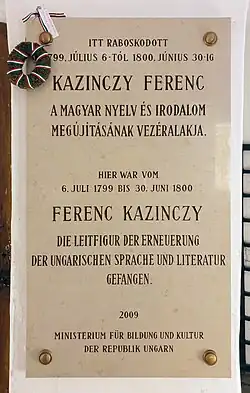 ITT RABOSKODOTT
1799. JÚLIUS 6-TÓL 1800. JÚNIUS 30-IG
KAZINCZY FERENC
A MAGYAR NYELV ÉS IRODALOM
MEGÚJÍTÁSÁNAK VEZÉRALAKJA.
HIER WAR VOM
6. JULI 1799 BIS 30. JUNI 1800
FERENC KAZINCZY
DIE LEITFIGUR DER ERNEUERUNG
DER UNGARISCHEN SPRACHE UND LITERATUR
GEFANGEN.
2009
MINISTERIUM FÜR BILDUNG UND KULTUR
DER REPUBLIK UNGARN